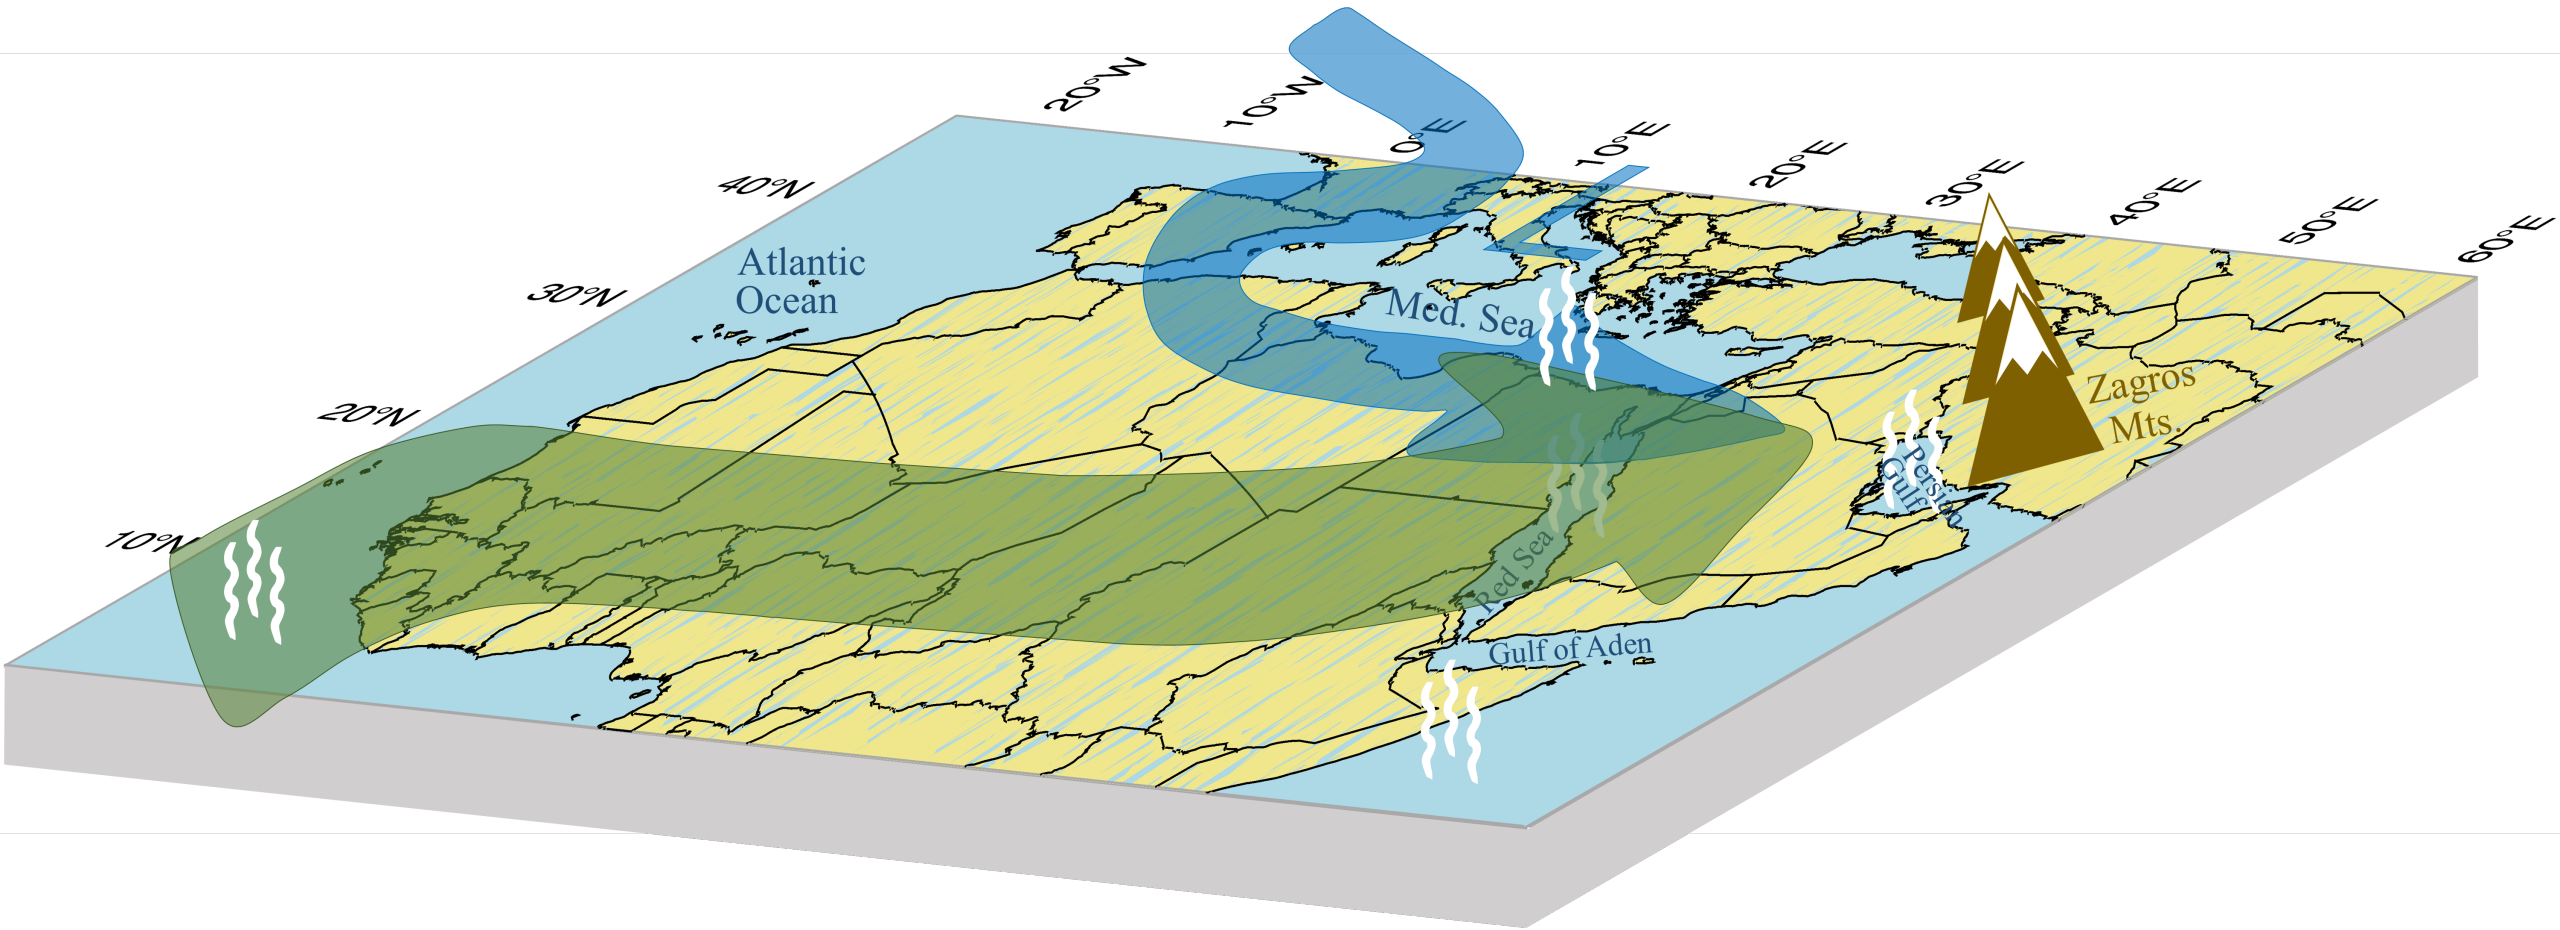 20°W
10°W
0°E
10°E
20°E
30°E
40°E
50°E
60°E
40°N
30°N
20°N
10°N
Atlantic
Ocean
Med. Sea
Zagros
Mts.
Persian
Gulf
Red Sea
Gulf of Aden